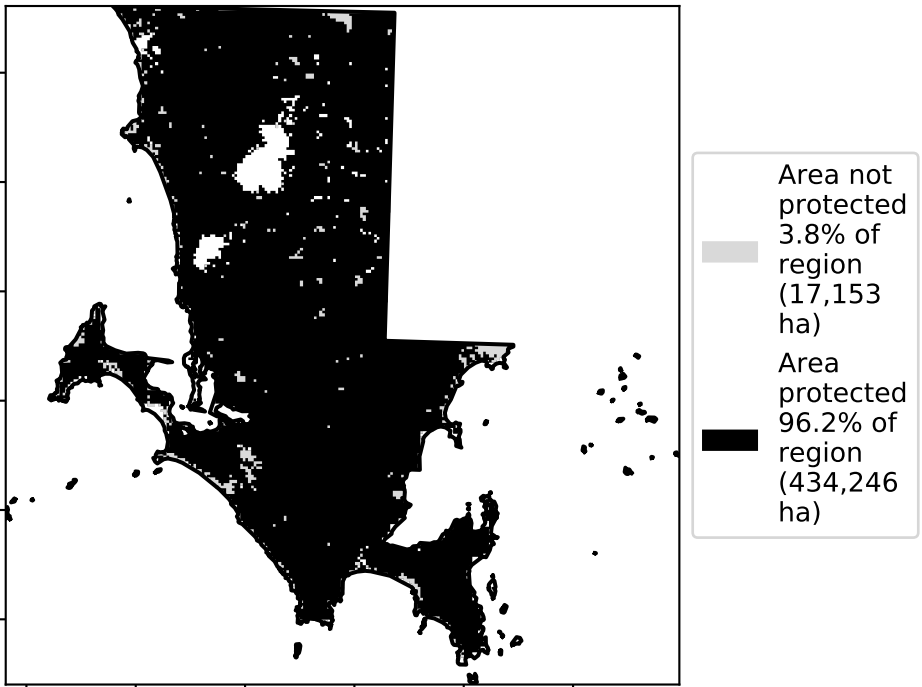 Area not
protected
3.8% of
region
(17,153
ha)
Area
protected
96.2% of
region
(434,246
ha)